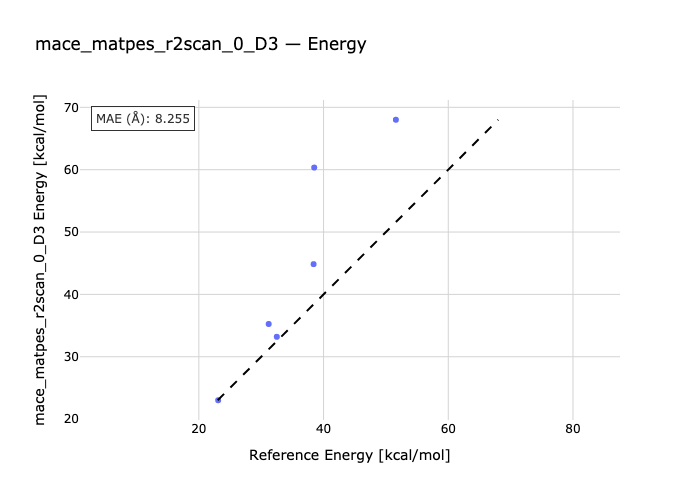 mace_matpes_r2scan_0_D3 — Energy
MAE (Å): 8.255
mace_matpes_r2scan_0_D3 Energy [kcal/mol]
70
60
50
40
30
20
20
40
60
80
Reference Energy [kcal/mol]